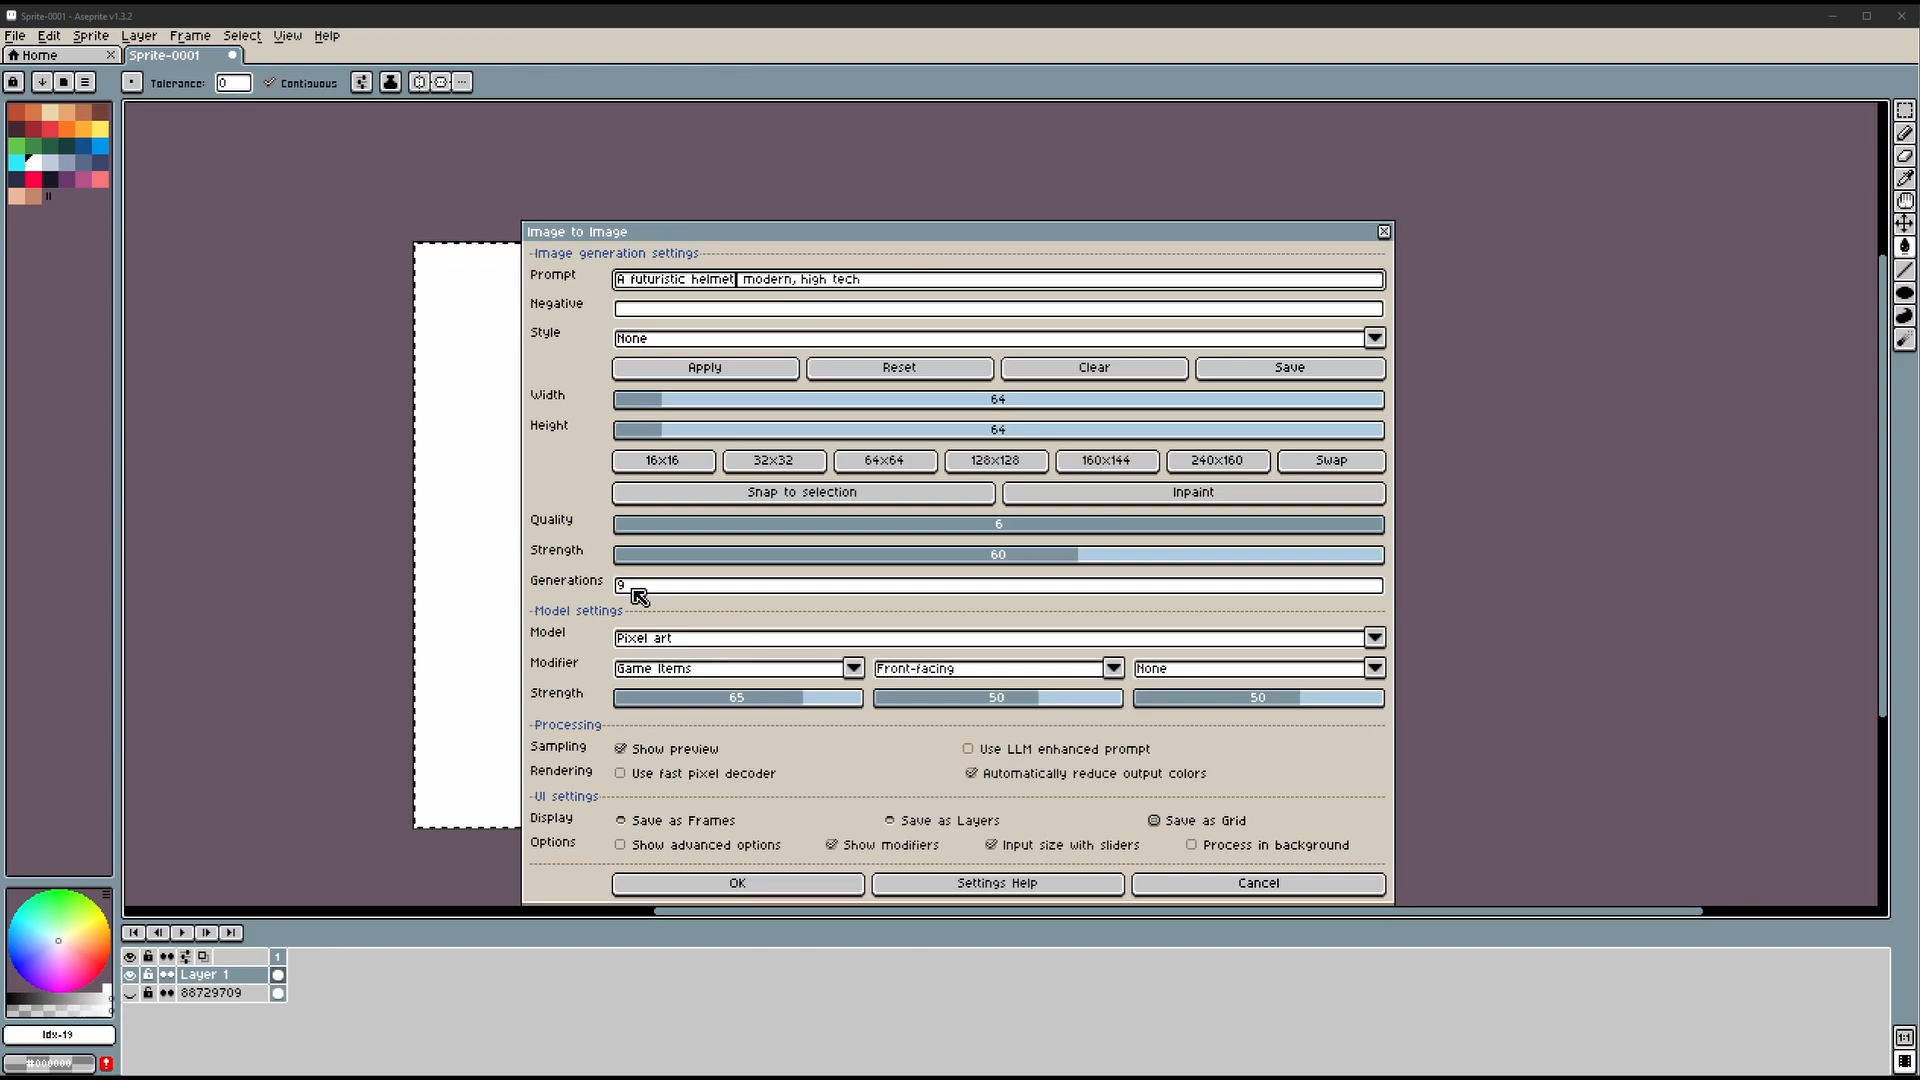 Sprite-0001 - Aseprite v1.3.2
File Edit Sprite Layer Frame Select View Help
Home Sprite-0001
Tolerance: 0 Contiguous
Image to Image
Image generation settings
Prompt A futuristic helmet modern, high tech
Negative
Style None
Apply Reset Clear Save
Width 64
Height 64
16x16 32x32 64x64 128x128 160x144 240x160 Swap
Snap to selection Inpaint
Quality 6
Strength 60
Generations 9
Model settings
Model Pixel art
Modifier Game Items Front-facing None
Strength 65 50 50
Processing
Sampling Show preview Use LLM enhanced prompt
Rendering Use fast pixel decoder Automatically reduce output colors
UI settings
Display Save as Frames Save as Layers Save as Grid
Options Show advanced options Show modifiers Input size with sliders Process in background
OK Settings Help Cancel
1
Layer 1
88729709
Idx-19
#000000
1:1